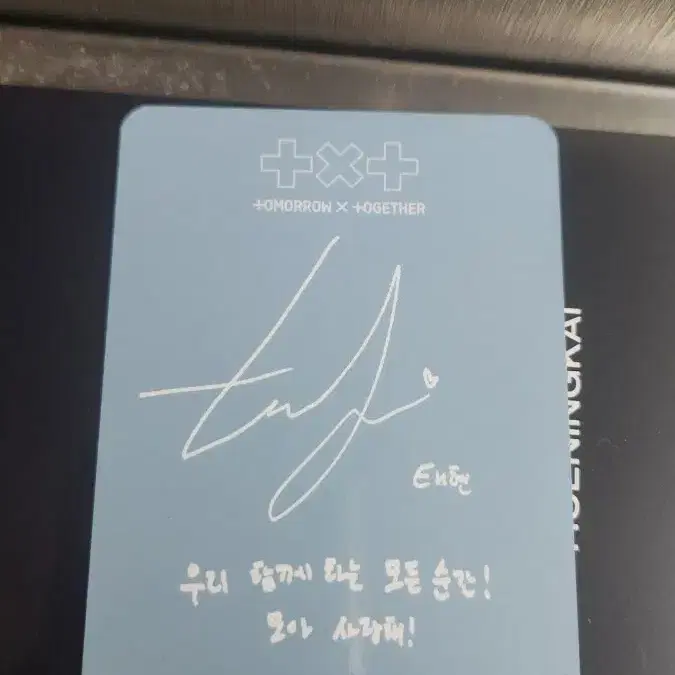 TOMORROW X TOGETHER
태현
우리 함께 하는 모든 순간!
모아 사랑해!
HUENINGKAI